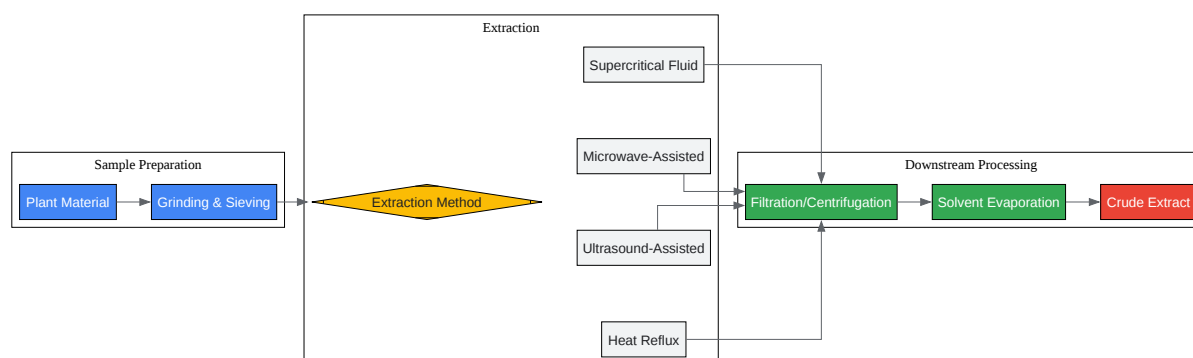 Extraction
Supercritical Fluid
Microwave-Assisted
Sample Preparation
Downstream Processing
Plant Material
Grinding & Sieving
Extraction Method
Filtration/Centrifugation
Solvent Evaporation
Crude Extract
Ultrasound-Assisted
Heat Reflux